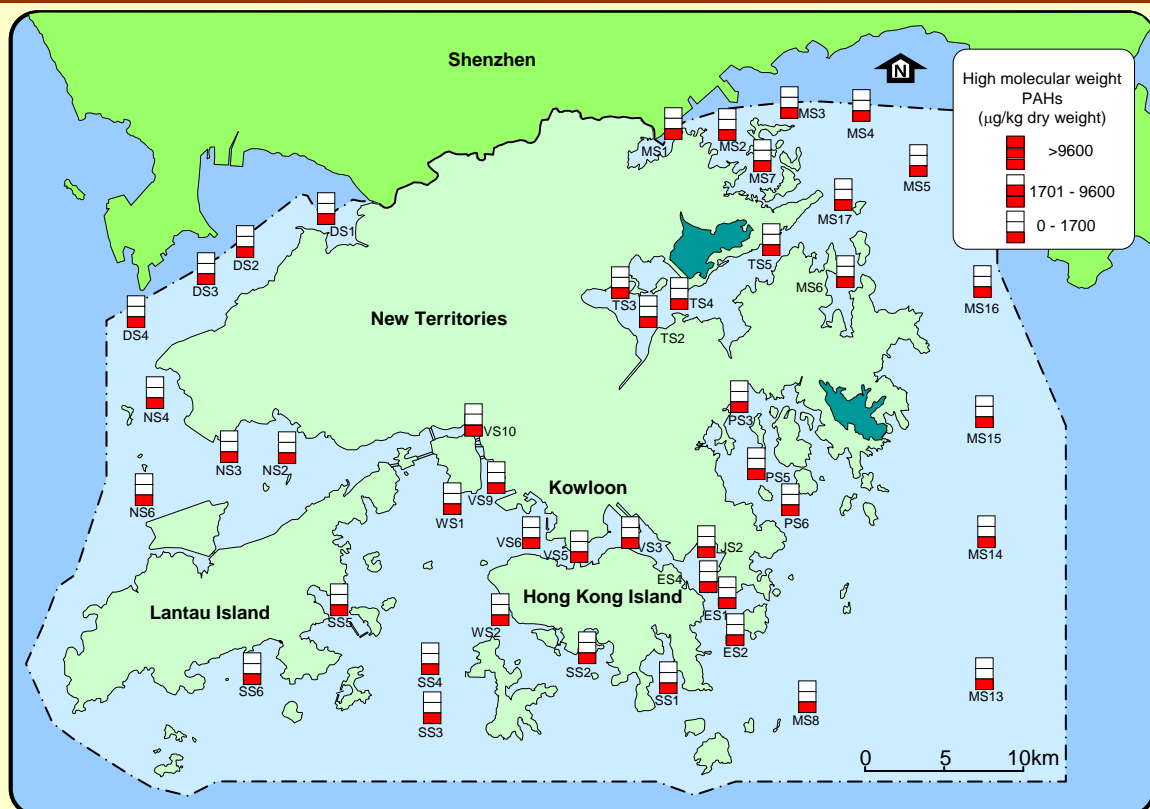 Shenzhen
N
High molecular weight
PAHs
(µg/kg dry weight)
>9600
1701 - 9600
0 - 1700
MS1
MS2
MS3
MS4
MS7
MS5
MS17
DS1
DS2
DS3
DS4
TS5
TS3
TS4
TS2
MS6
MS16
New Territories
NS4
NS3
NS2
NS6
VS10
VS9
WS1
PS3
PS5
PS6
MS15
Kowloon
VS6
VS5
VS3
JS2
MS14
ES4
ES1
ES2
Hong Kong Island
Lantau Island
SS5
WS2
SS2
SS6
SS4
SS3
SS1
MS8
MS13
0 5 10km